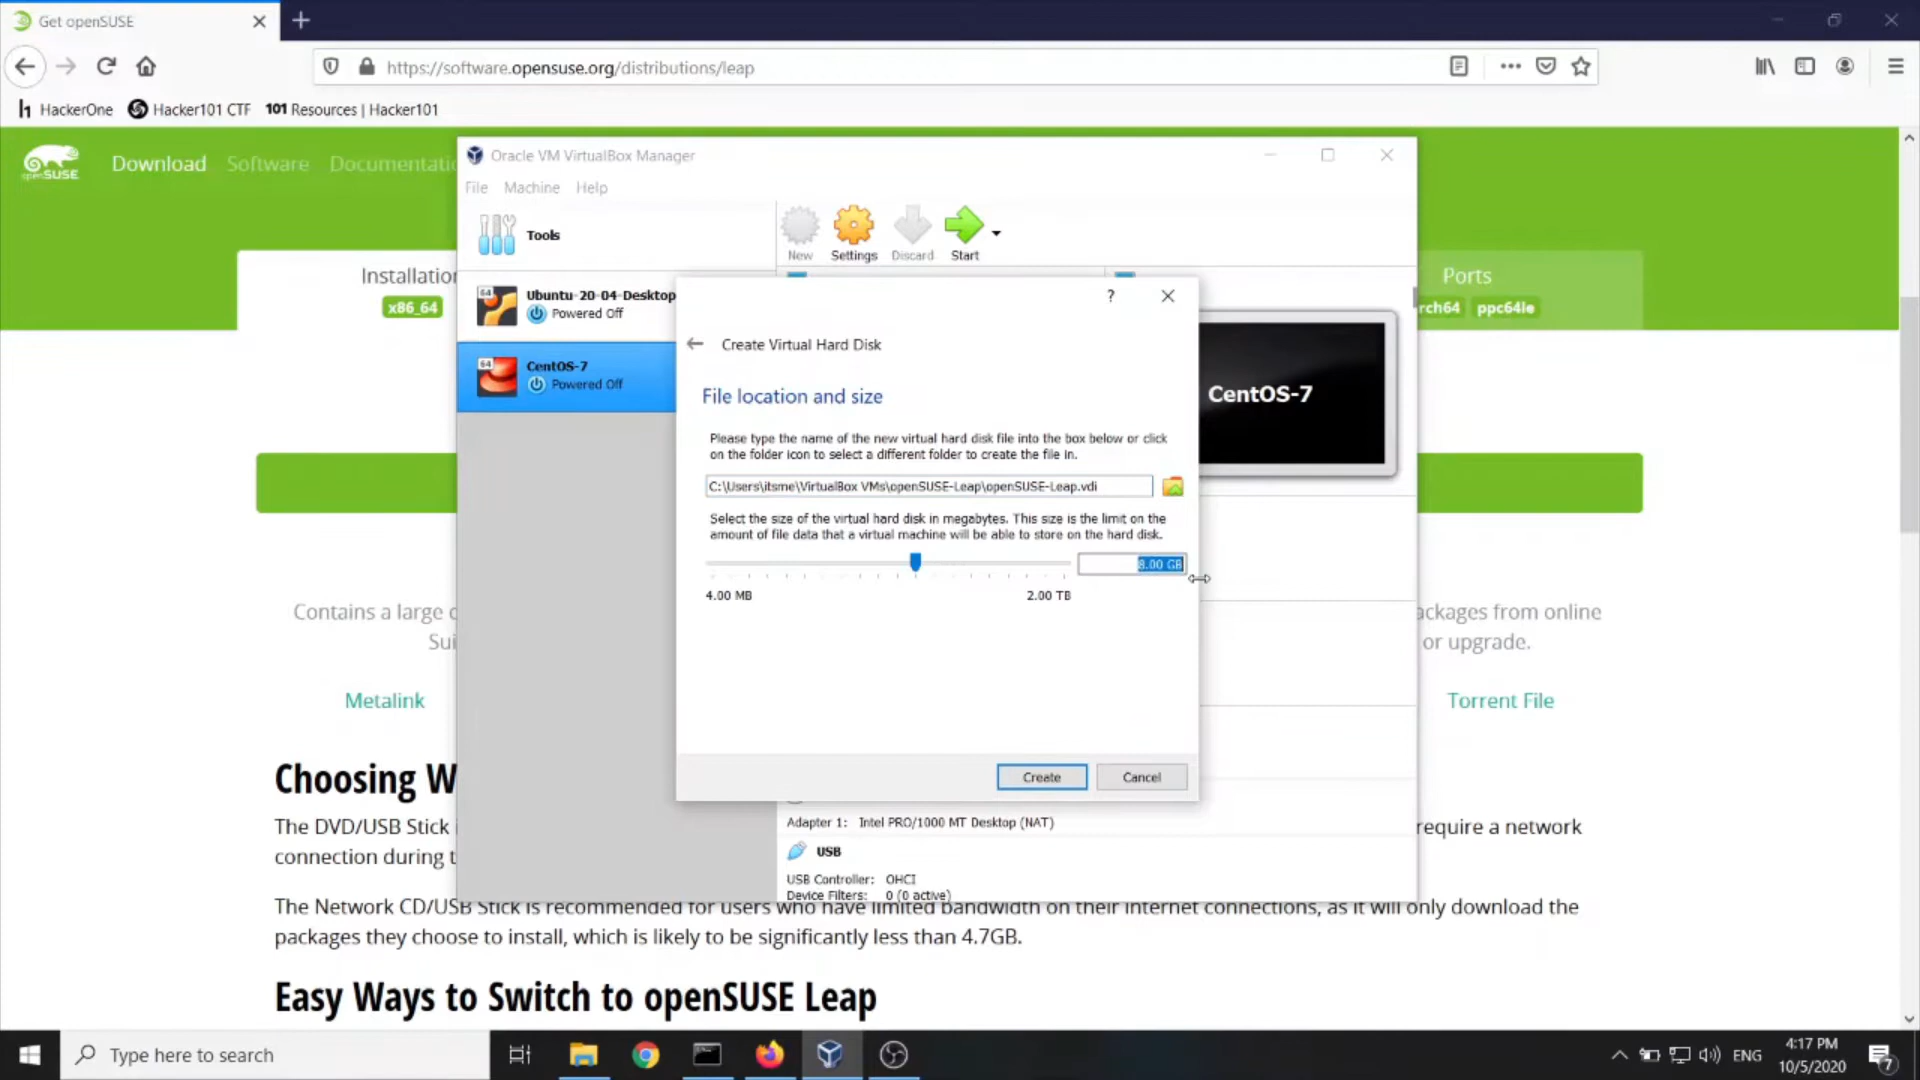 Get openSUSE
https://software.opensuse.org/distributions/leap
HackerOne
Hacker101 CTF
101 Resources | Hacker101
openSUSE
Download
Software
Installation
x86_64
Ports
ppc64le
Oracle VM VirtualBox Manager
File
Machine
Help
Tools
New
Settings
Discard
Start
64
Ubuntu-20-04-Desktop
Powered Off
64
CentOS-7
Powered Off
CentOS-7
?
Create Virtual Hard Disk
File location and size
Please type the name of the new virtual hard disk file into the box below or click
on the folder icon to select a different folder to create the file in.
C:\Users\itsme\VirtualBox VMs\openSUSE-Leap\openSUSE-Leap.vdi
Select the size of the virtual hard disk in megabytes. This size is the limit on the
amount of file data that a virtual machine will be able to store on the hard disk.
8.00 GB
4.00 MB
2.00 TB
Create
Cancel
Adapter 1: Intel PRO/1000 MT Desktop (NAT)
USB
USB Controller: OHCI
Device Filters: 0 (0 active)
Contains a large
packages from online
or upgrade.
Metalink
Torrent File
Choosing
The DVD/USB Stick
require a network
connection during
The Network CD/USB Stick is recommended for users who have limited bandwidth on their internet connections, as it will only download the
packages they choose to install, which is likely to be significantly less than 4.7GB.
Easy Ways to Switch to openSUSE Leap
Type here to search
ENG
4:17 PM
10/5/2020
7